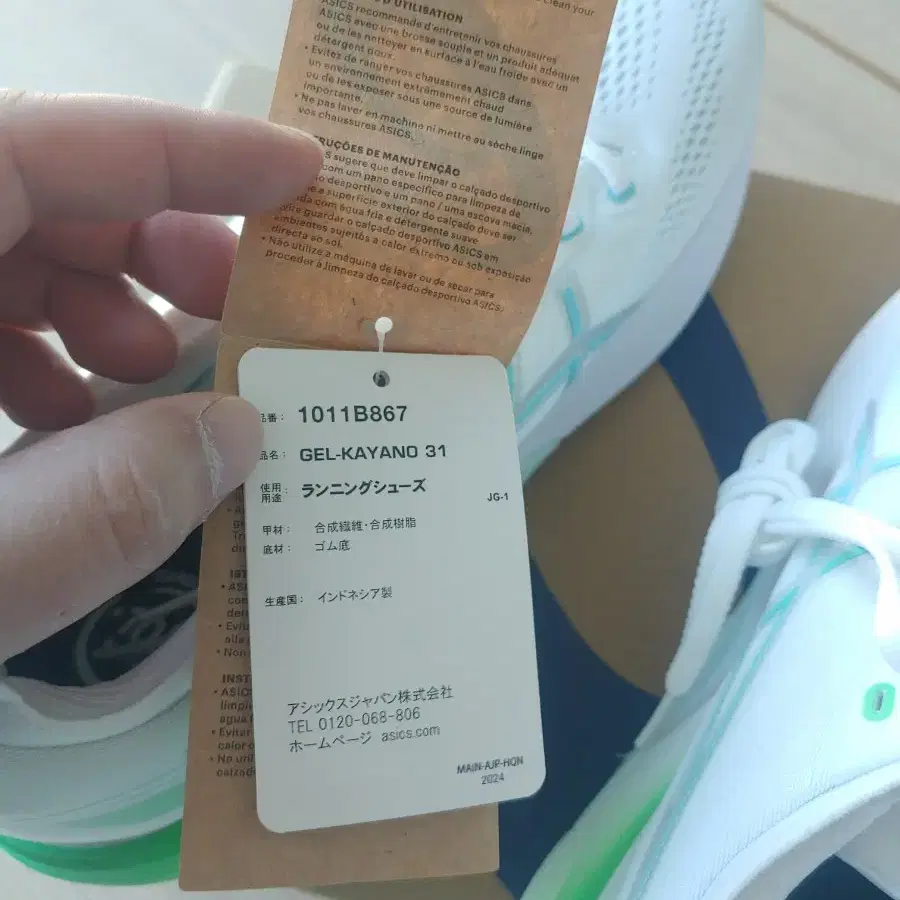 D'UTILISATION
ASICS recommande d'entretenir vos chaussures
ASICS avec une brosse souple et un produit adéquat
ou de les nettoyer en surface à l'eau froide avec un
détergent doux.
• Evitez de ranger vos chaussures ASICS dans
un environnement extrêmement chaud
ou de les exposer sous une source de lumière
importante.
• Ne pas laver en machine ni mettre au sèche linge
vos chaussures ASICS.
RUÇÕES DE MANUTENÇÃO
S sugere que deve limpar o calçado desportivo
com um pano específico para limpeza de
do desportivo e um pano / uma escova macia,
e a superfície exterior do calçado deve ser
da com água fria e detergente suave
vite guardar o calçado desportivo ASICS em
ambientes sujeitos a calor extremo ou sob exposição
directa ao sol.
• Não utilize a máquina de lavar ou de secar para
proceder à limpeza do calçado desportivo ASICS.
品番： 1011B867
品名： GEL-KAYANO 31
使用用途： ランニングシューズ
JG-1
甲材： 合成繊維・合成樹脂
底材： ゴム底
生産国： インドネシア製
アシックスジャパン株式会社
TEL 0120-068-806
ホームページ asics.com
MAIN-AJP-HQN
2024